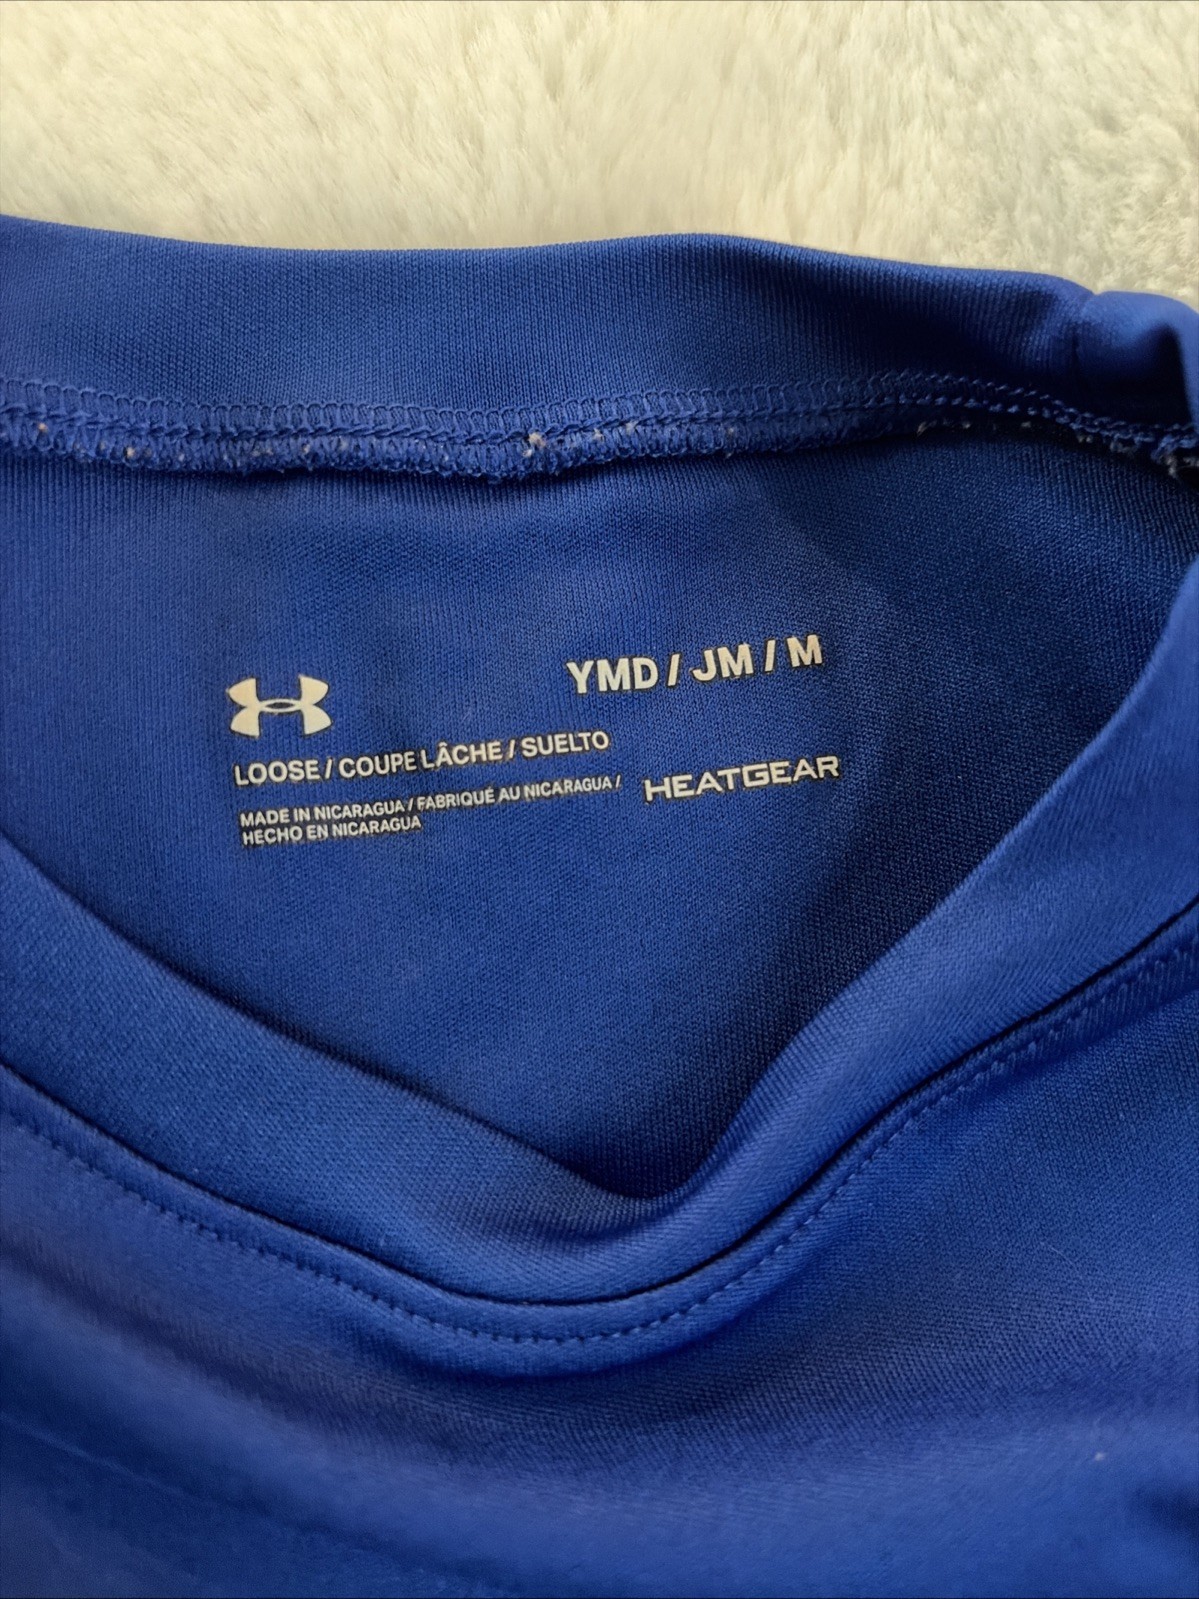 YMD / JM / M
LOOSE / COUPE LÂCHE / SUELTO
HEATGEAR
MADE IN NICARAGUA / FABRIQUÉ AU NICARAGUA /
HECHO EN NICARAGUA